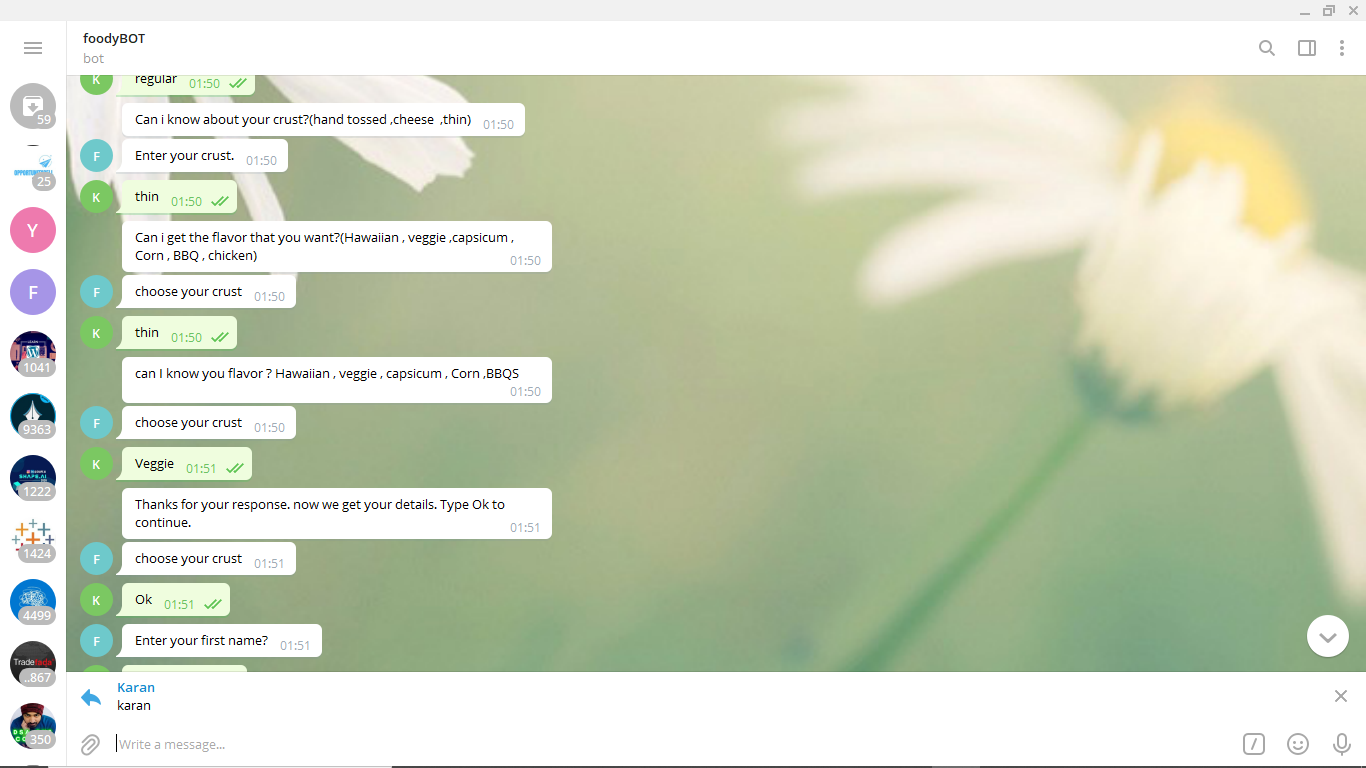 foodyBOT
bot
regular 01:50
Can i know about your crust?(hand tossed ,cheese ,thin) 01:50
F Enter your crust. 01:50
K thin 01:50
Can i get the flavor that you want?(Hawaiian , veggie ,capsicum ,
Corn , BBQ , chicken) 01:50
F choose your crust 01:50
K thin 01:50
can I know you flavor ? Hawaiian , veggie , capsicum , Corn ,BBQS
01:50
F choose your crust 01:50
K Veggie 01:51
Thanks for your response. now we get your details. Type Ok to
continue. 01:51
F choose your crust 01:51
K Ok 01:51
F Enter your first name? 01:51
Karan
karan
Write a message...
59
25
Y
F
1041
9363
1222
1424
4499
..867
350